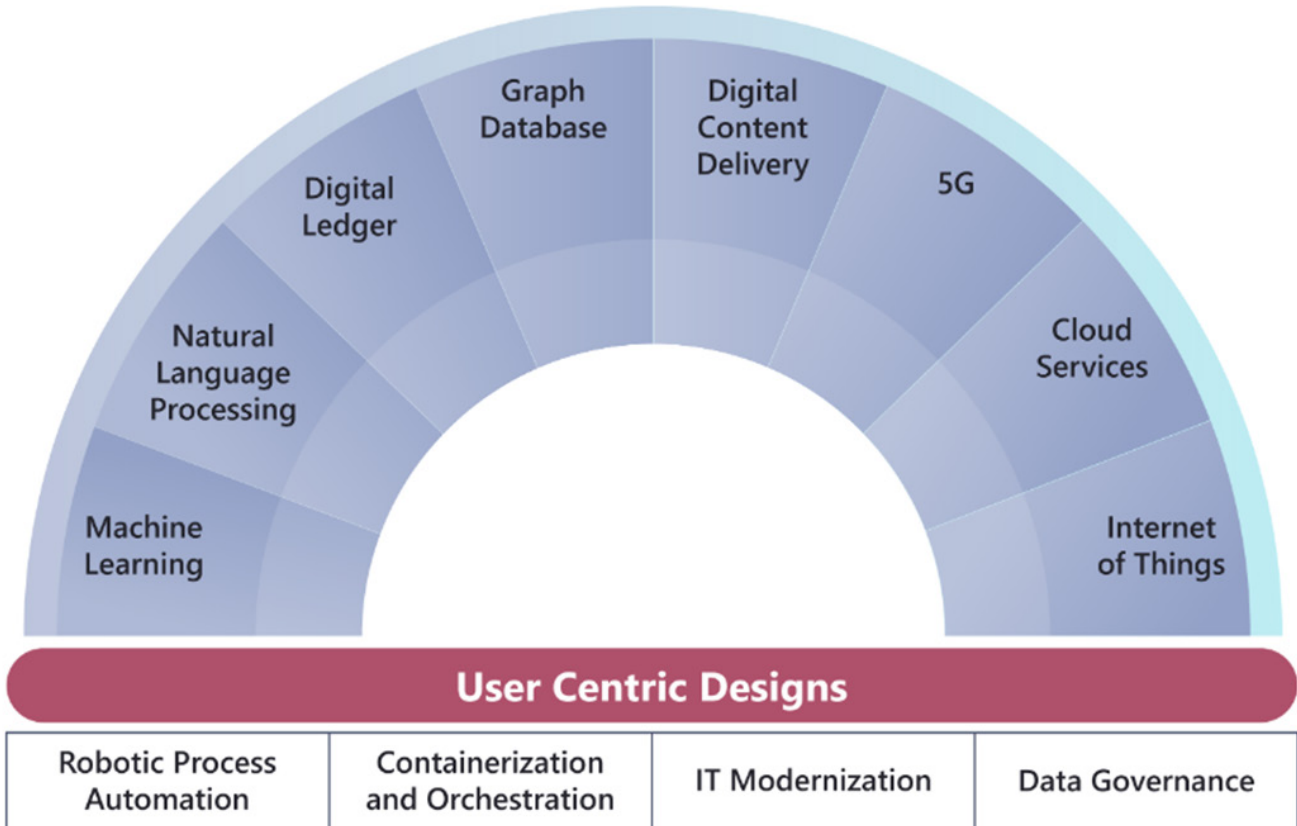 Graph
Database
Digital
Content
Delivery
Digital
Ledger
5G
Natural
Language
Processing
Cloud
Services
Machine
Learning
Internet
of Things
User Centric Designs
Robotic Process
Automation
Containerization
and Orchestration
IT Modernization
Data Governance